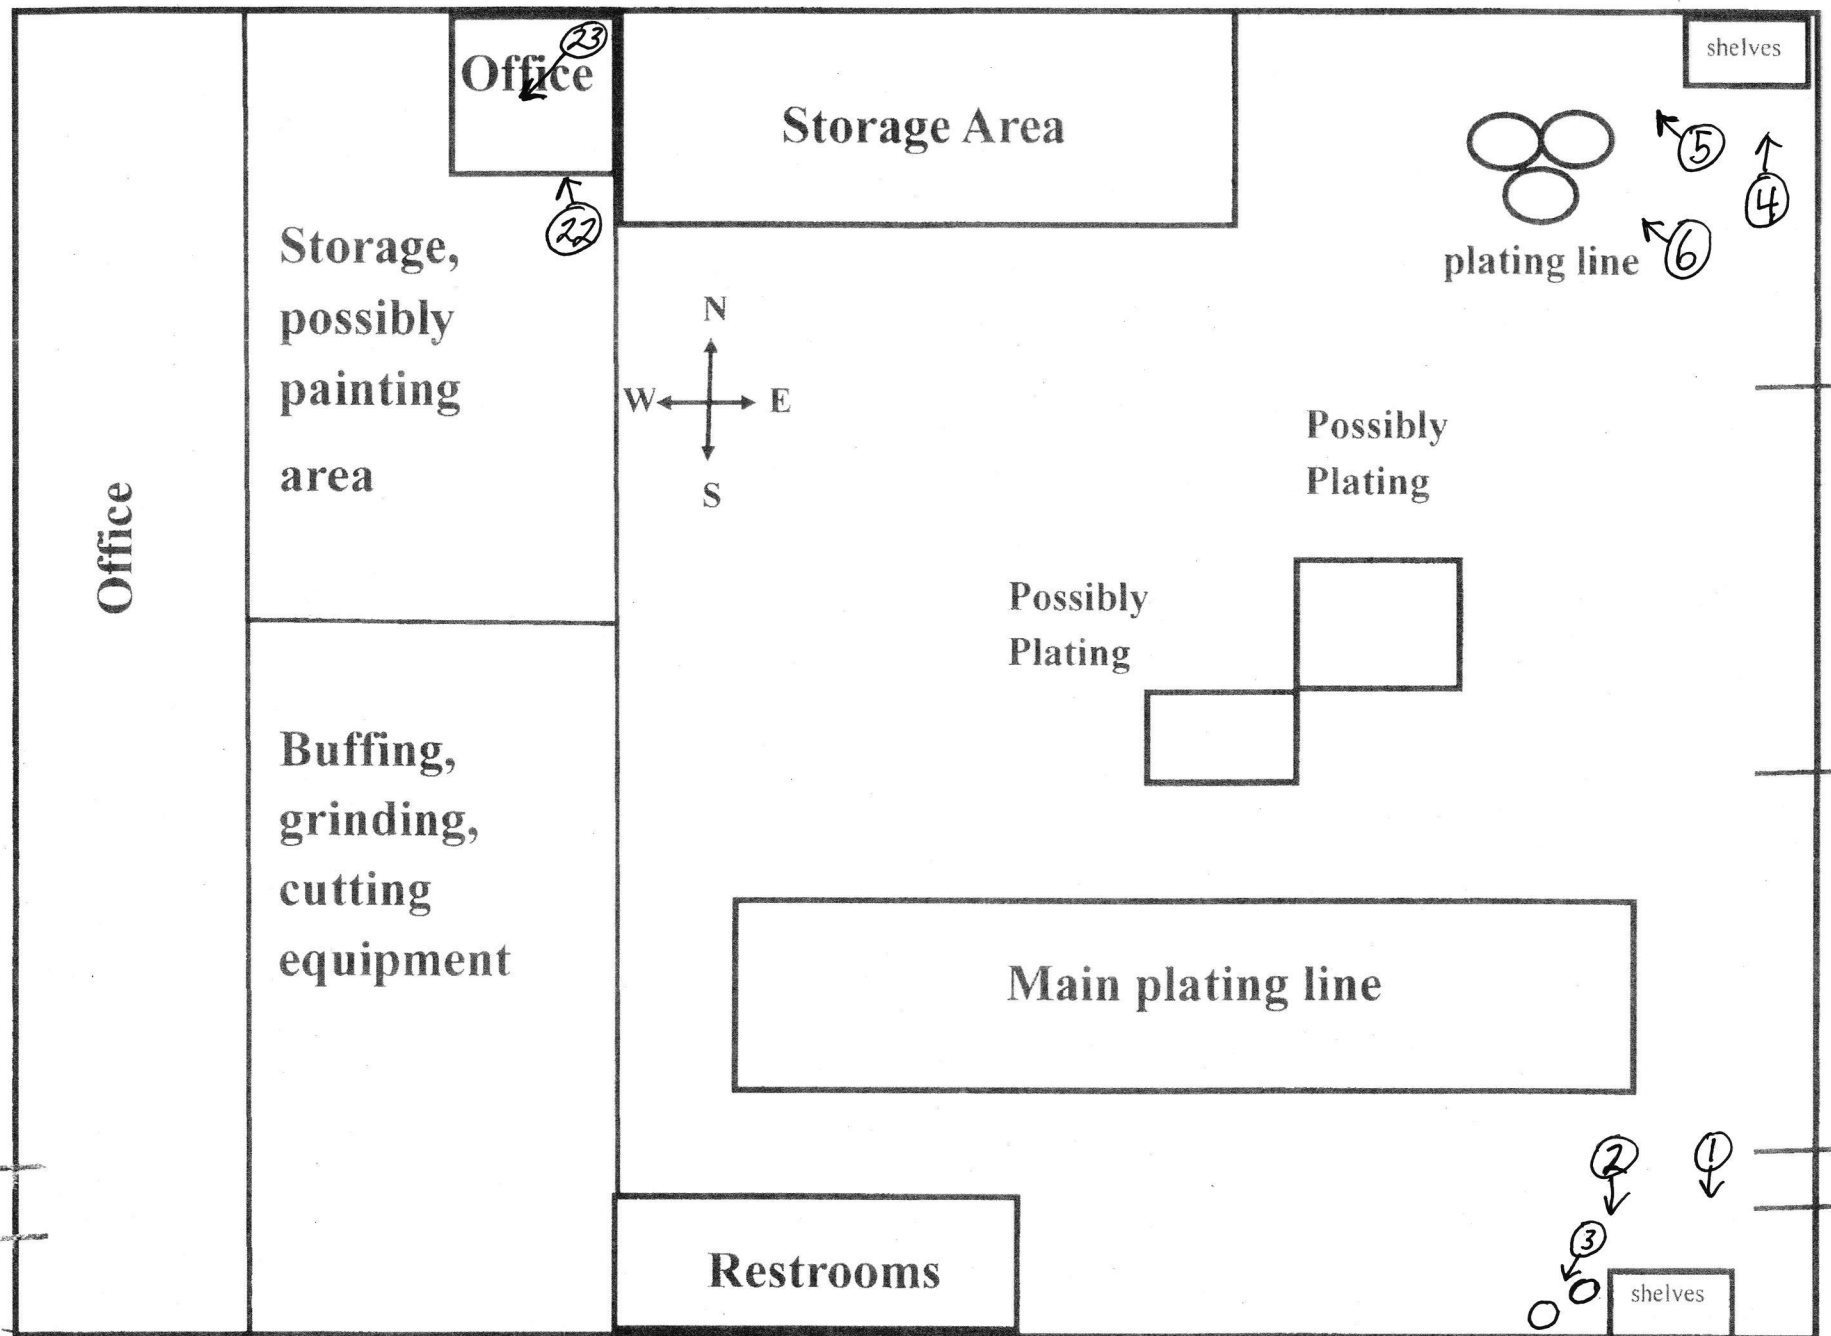 23
Office
shelves
Storage Area
5
4
22
6
plating line
Storage,
possibly
painting
area
N
W
E
S
Possibly
Plating
Office
Possibly
Plating
Buffing,
grinding,
cutting
equipment
Main plating line
2
1
3
Restrooms
shelves